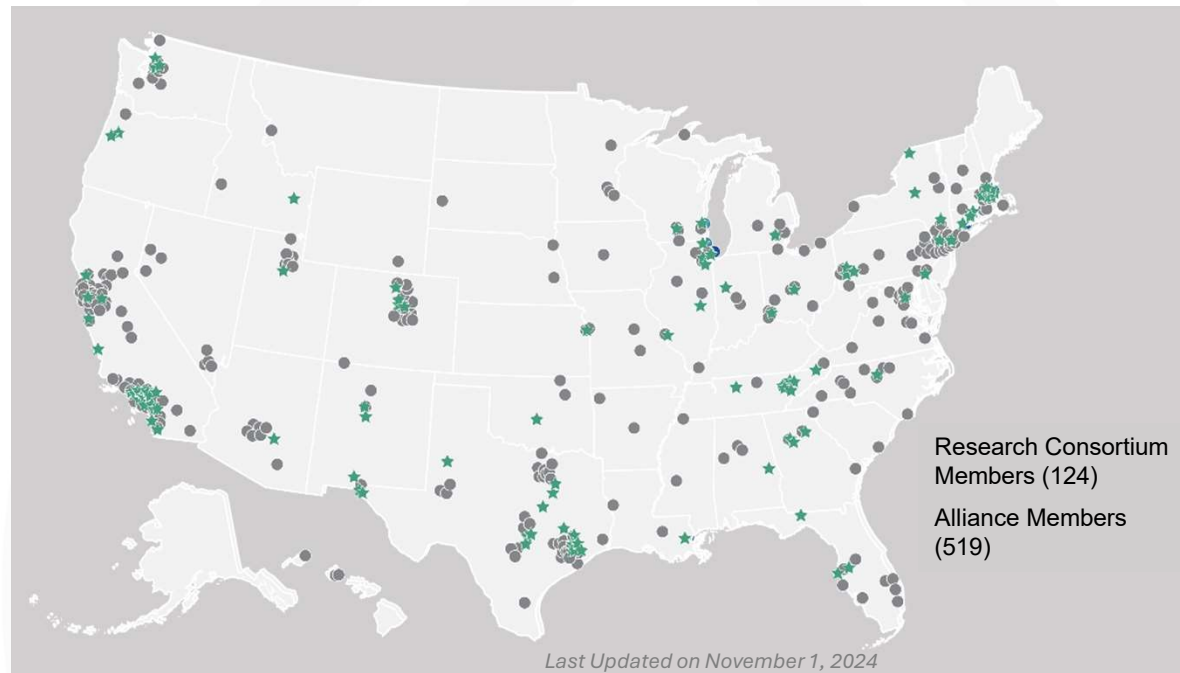 Research Consortium
Members (124)
Alliance Members
(519)
Last Updated on November 1, 2024